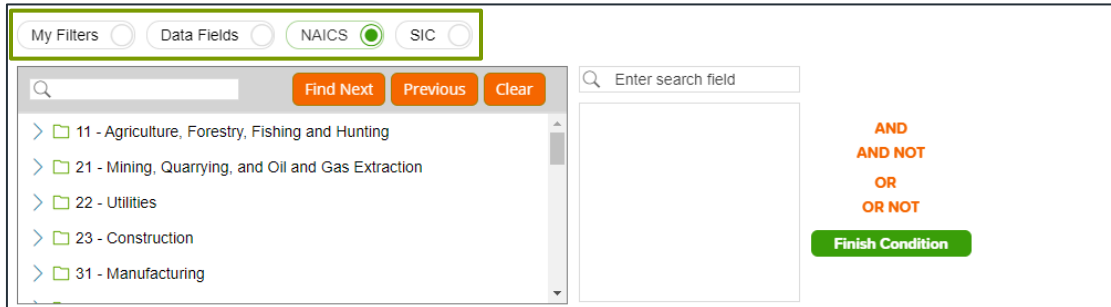 My Filters
Data Fields
NAICS
SIC
Find Next
Previous
Clear
Enter search field
11 - Agriculture, Forestry, Fishing and Hunting
21 - Mining, Quarrying, and Oil and Gas Extraction
22 - Utilities
23 - Construction
31 - Manufacturing
AND
AND NOT
OR
OR NOT
Finish Condition